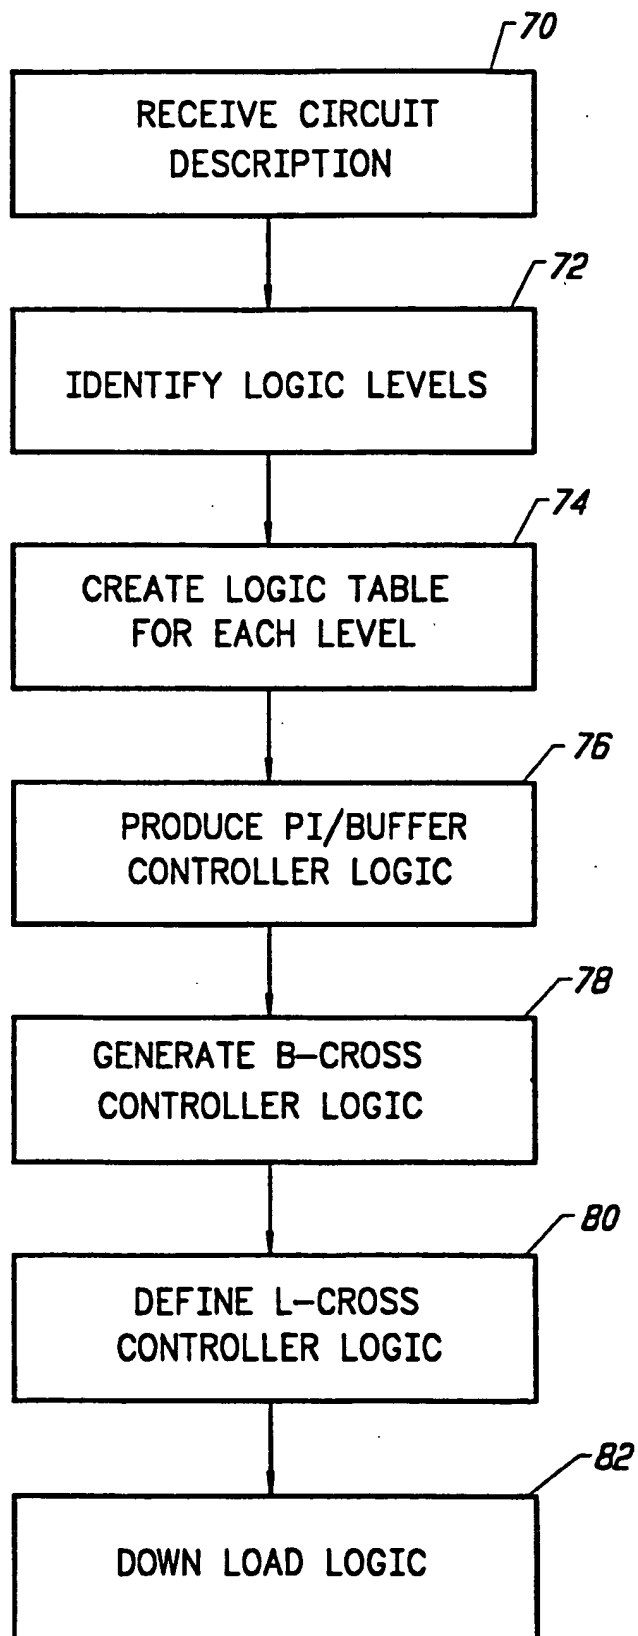 70
RECEIVE CIRCUIT
DESCRIPTION
72
IDENTIFY LOGIC LEVELS
74
CREATE LOGIC TABLE
FOR EACH LEVEL
76
PRODUCE PI/BUFFER
CONTROLLER LOGIC
78
GENERATE B-CROSS
CONTROLLER LOGIC
80
DEFINE L-CROSS
CONTROLLER LOGIC
82
DOWN LOAD LOGIC